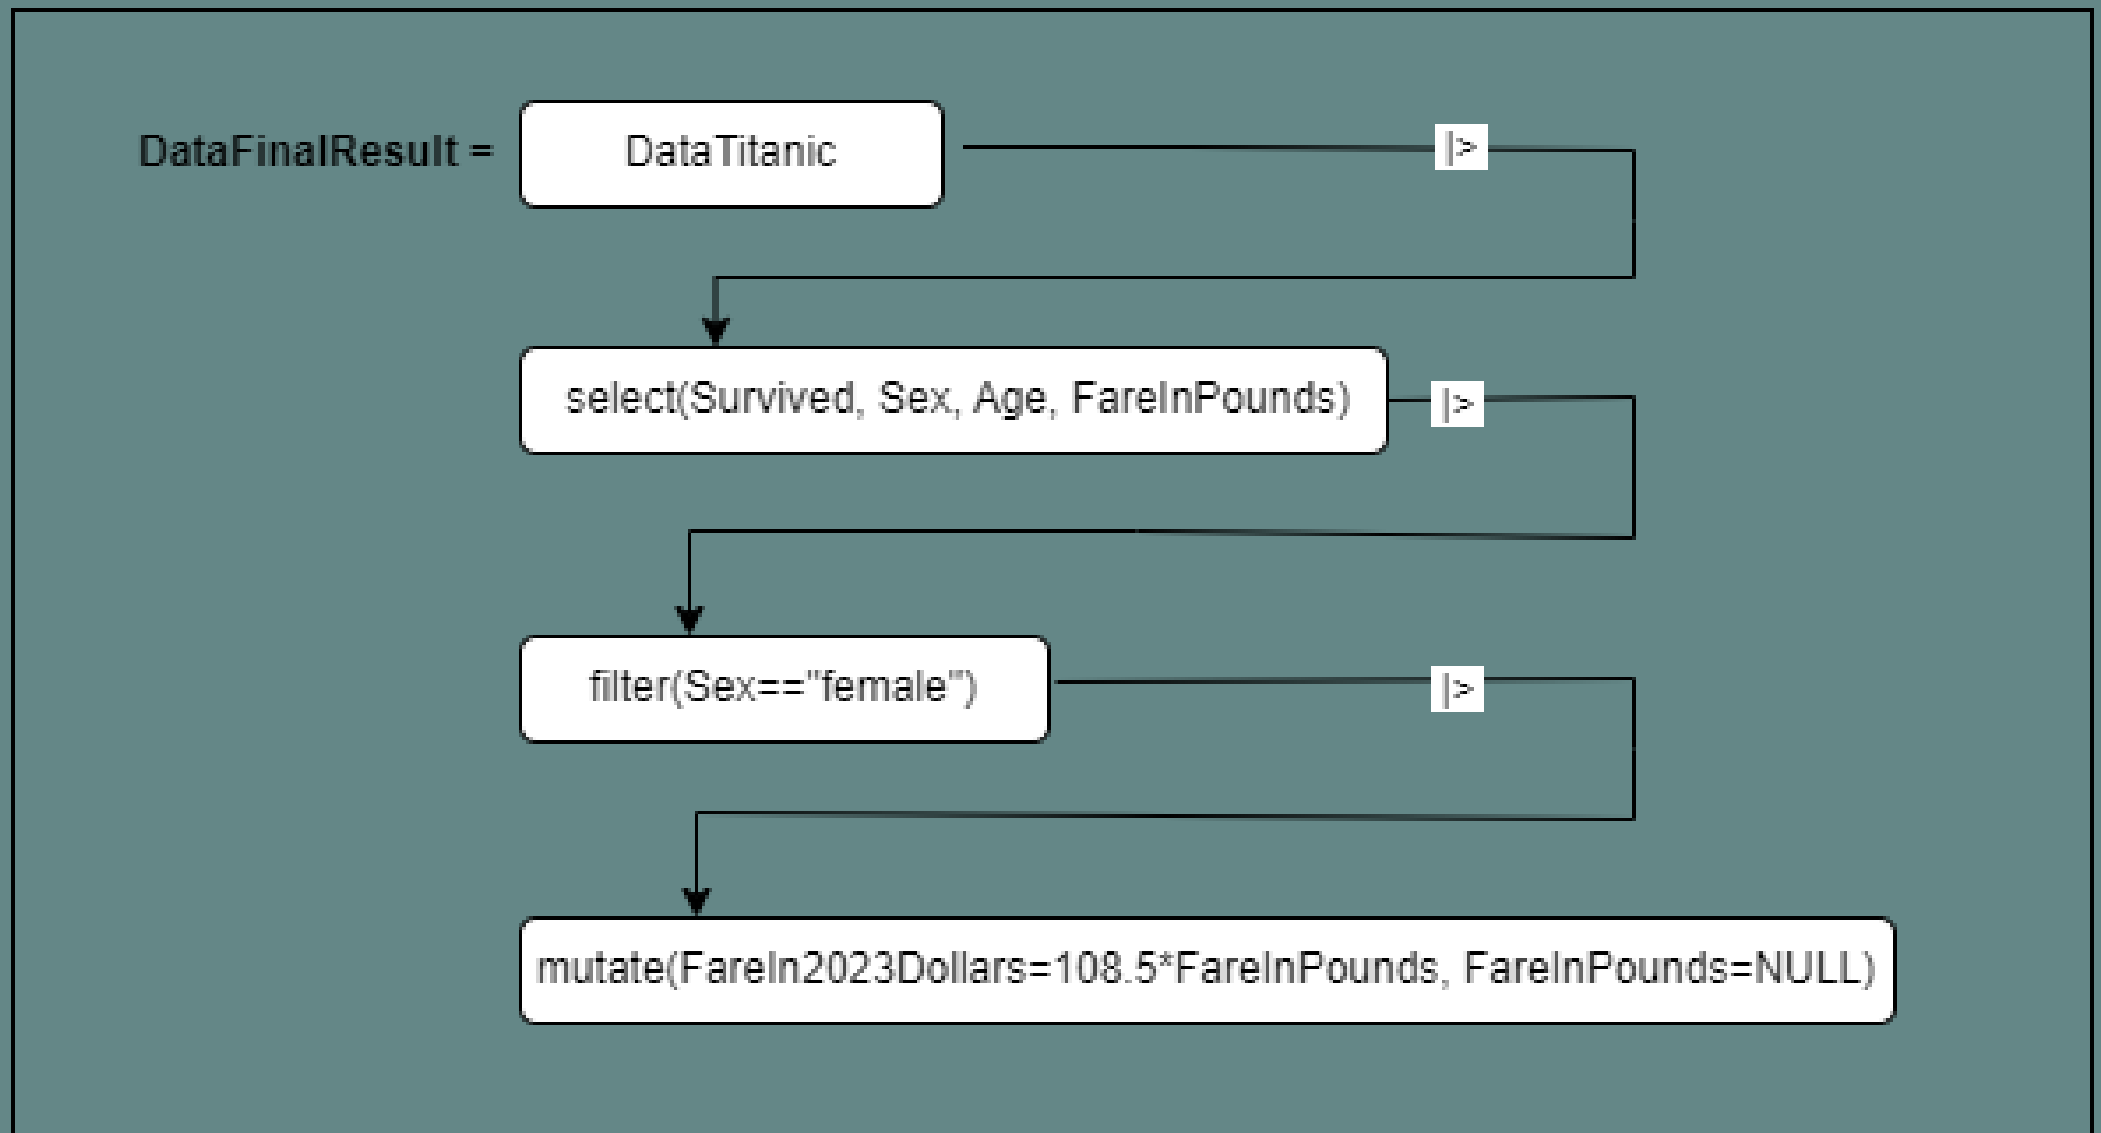 DataFinalResult = DataTitanic |>
select(Survived, Sex, Age, FareInPounds) |>
filter(Sex=="female") |>
mutate(FareIn2023Dollars=108.5*FareInPounds, FareInPounds=NULL)